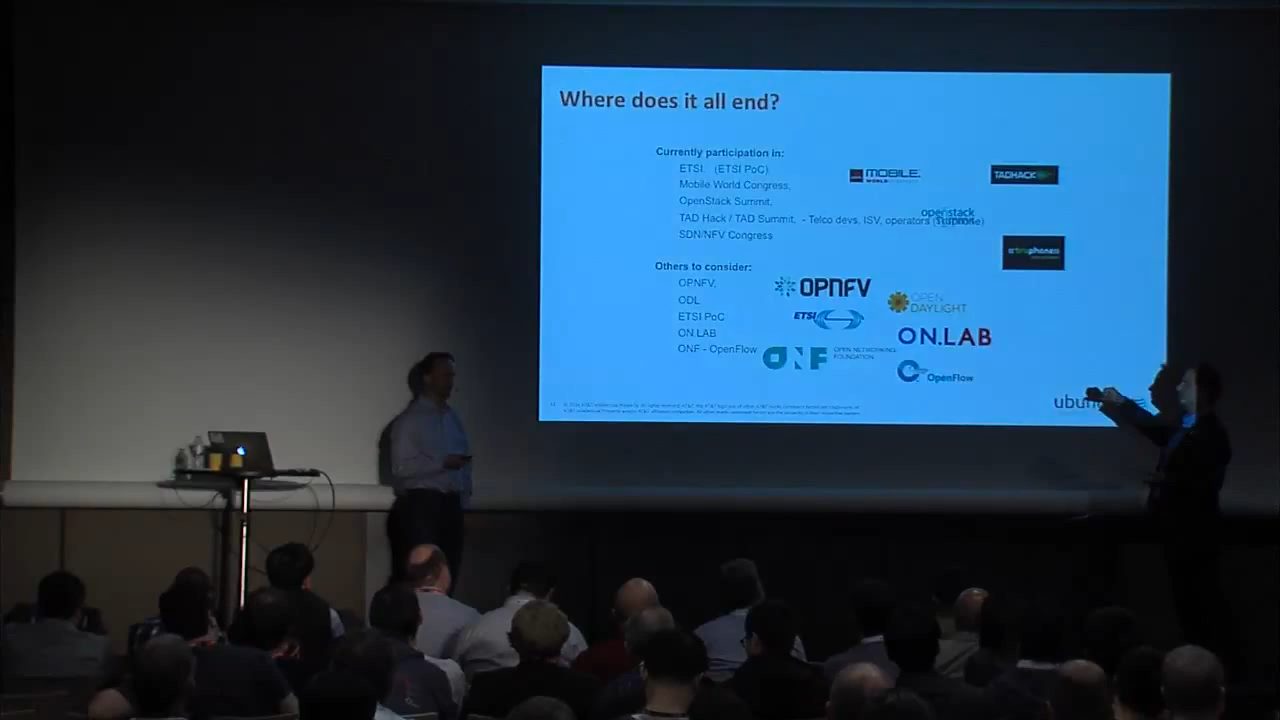 Where does it all end?
Currently participation in:
ETSI. (ETSI PoC)
Mobile World Congress,
MOBILE
TADHACK
OpenStack Summit,
openstack
TAD Hack / TAD Summit, - Telco devs, ISV, operators
SDN/NFV Congress
truphone
Others to consider:
OPNFV,
OPNFV
ODL
OPEN
DAYLIGHT
ETSI PoC
ETSI
ON.LAB
ON.LAB
ONF - OpenFlow
ONF
OPEN NETWORKING
FOUNDATION
OpenFlow